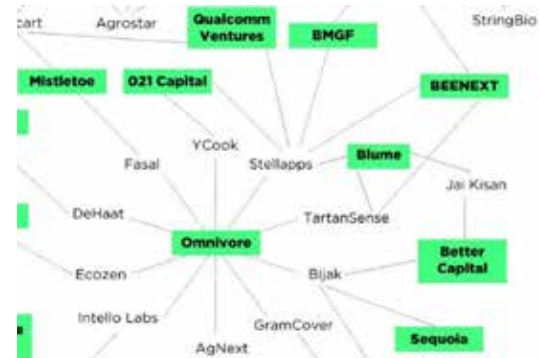 cart
Agrostar
Qualcomm
Ventures
BMGF
StringBio
Mistletoe
021 Capital
BEENEXT
YCook
Fasal
Stellapps
Blume
Jai Kisan
DeHaat
TartanSense
Omnivore
Better
Capital
Ecozen
Bijak
Intello Labs
GramCover
AgNext
Sequoia